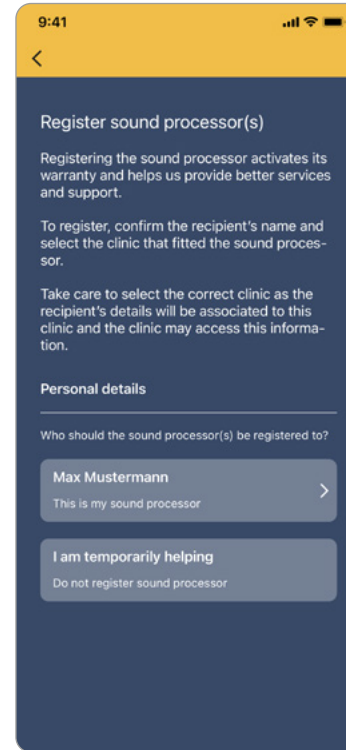 9:41
Register sound processor(s)
Registering the sound processor activates its
warranty and helps us provide better services
and support.
To register, confirm the recipient's name and
select the clinic that fitted the sound proces-
sor.
Take care to select the correct clinic as the
recipient's details will be associated to this
clinic and the clinic may access this informa-
tion.
Personal details
Who should the sound processor(s) be registered to?
Max Mustermann
This is my sound processor
I am temporarily helping
Do not register sound processor